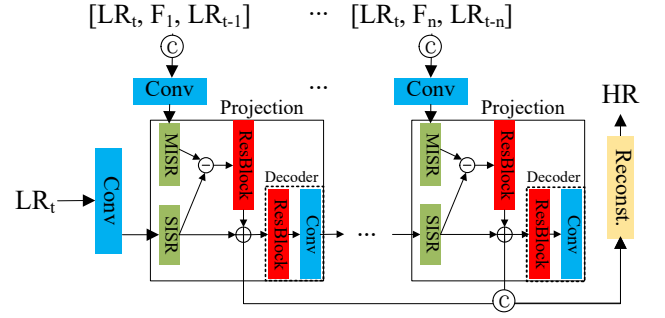 [LRt, F1, LRt-1] ... [LRt, Fn, LRt-n]
C C
Conv ... Conv HR
Projection Projection
MISR ResBlock MISR ResBlock Reconst.
− −
Decoder Decoder
LRt Conv SISR ResBlock Conv ... SISR ResBlock Conv
C